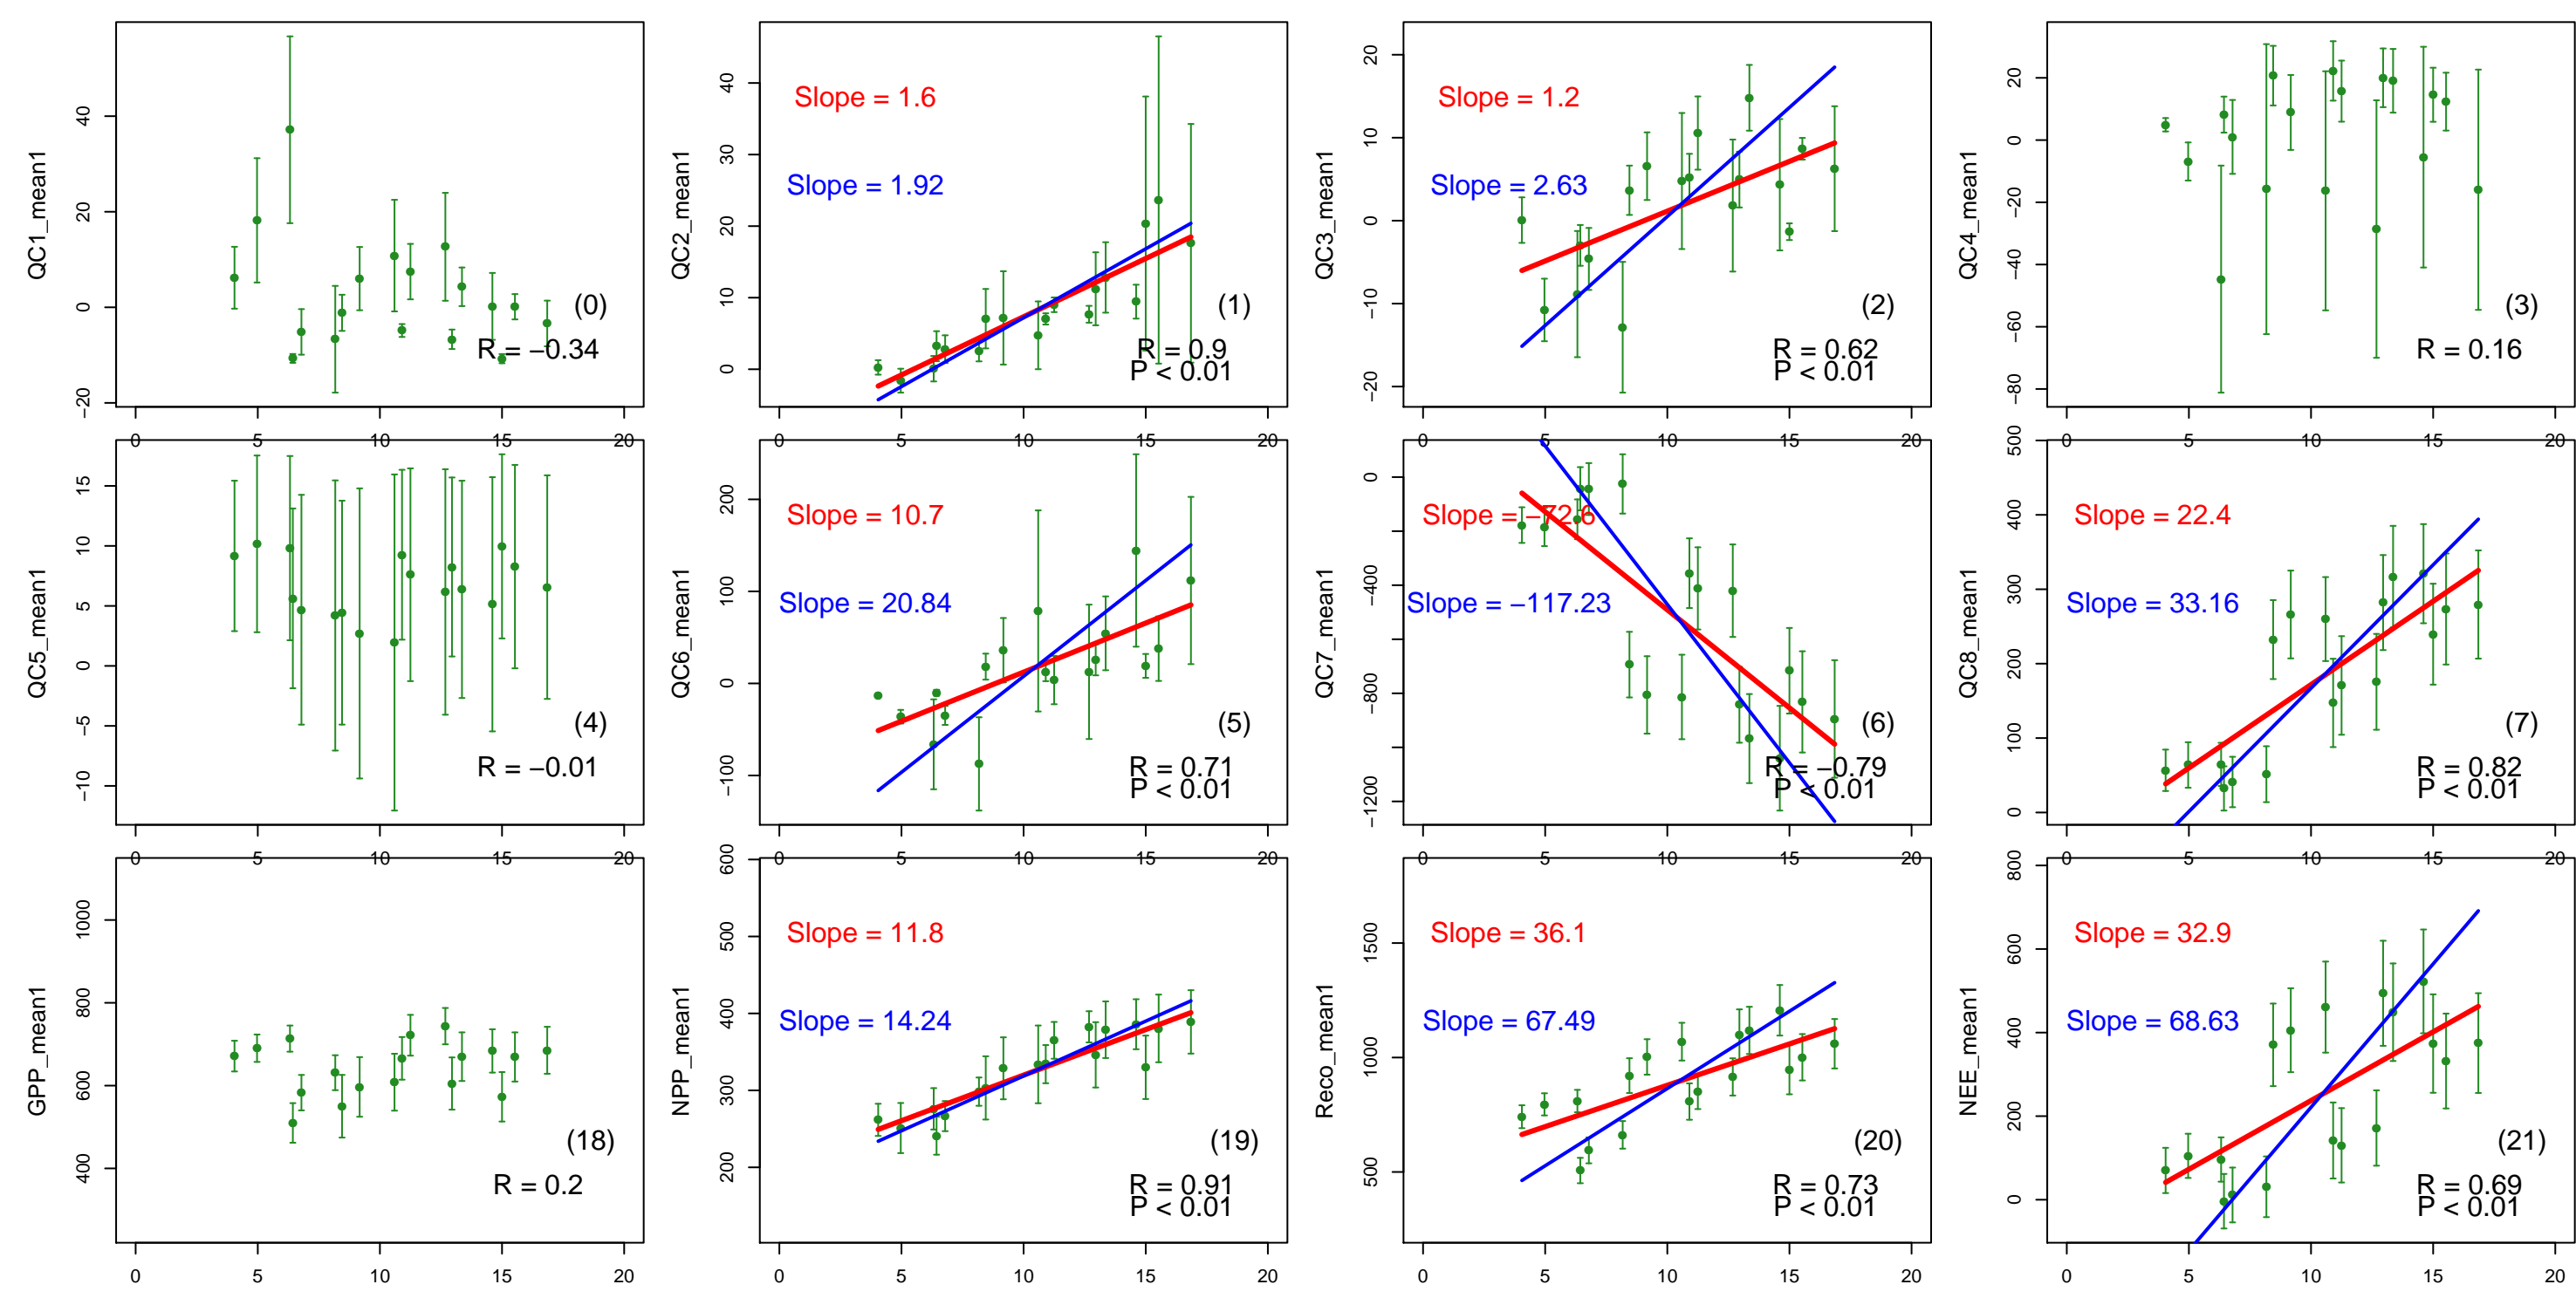 QC1_mean1
40
20
0
−20
(0)
R = −0.34
0 5 10 15 20
QC2_mean1
40
30
20
10
0
Slope = 1.6
Slope = 1.92
(1)
R = 0.9
P < 0.01
0 5 10 15 20
QC3_mean1
20
10
0
−10
−20
Slope = 1.2
Slope = 2.63
(2)
R = 0.62
P < 0.01
0 5 10 15 20
QC4_mean1
20
0
−20
−40
−60
−80
(3)
R = 0.16
0 5 10 15 20
QC5_mean1
15
10
5
0
−5
−10
(4)
R = −0.01
0 5 10 15 20
QC6_mean1
200
100
0
−100
Slope = 10.7
Slope = 20.84
(5)
R = 0.71
P < 0.01
0 5 10 15 20
QC7_mean1
0
−400
−800
−1200
Slope = −72.6
Slope = −117.23
(6)
R = −0.79
P < 0.01
0 5 10 15 20
QC8_mean1
500
400
300
200
100
0
Slope = 22.4
Slope = 33.16
(7)
R = 0.82
P < 0.01
0 5 10 15 20
GPP_mean1
1000
800
600
400
(18)
R = 0.2
0 5 10 15 20
NPP_mean1
600
500
400
300
200
Slope = 11.8
Slope = 14.24
(19)
R = 0.91
P < 0.01
0 5 10 15 20
Reco_mean1
1500
1000
500
Slope = 36.1
Slope = 67.49
(20)
R = 0.73
P < 0.01
0 5 10 15 20
NEE_mean1
800
600
400
200
0
Slope = 32.9
Slope = 68.63
(21)
R = 0.69
P < 0.01
0 5 10 15 20